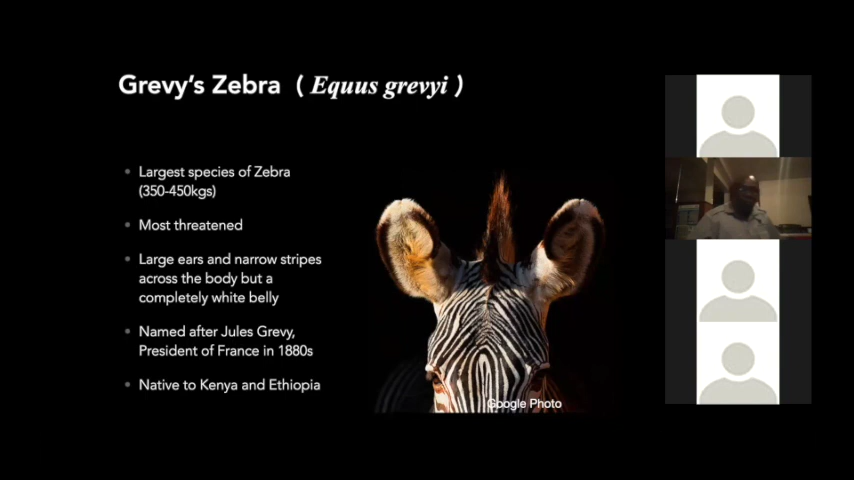 Grevy's Zebra ( Equus grevyi )
• Largest species of Zebra
(350-450kgs)
• Most threatened
• Large ears and narrow stripes
across the body but a
completely white belly
• Named after Jules Grevy,
President of France in 1880s
• Native to Kenya and Ethiopia
Google Photo